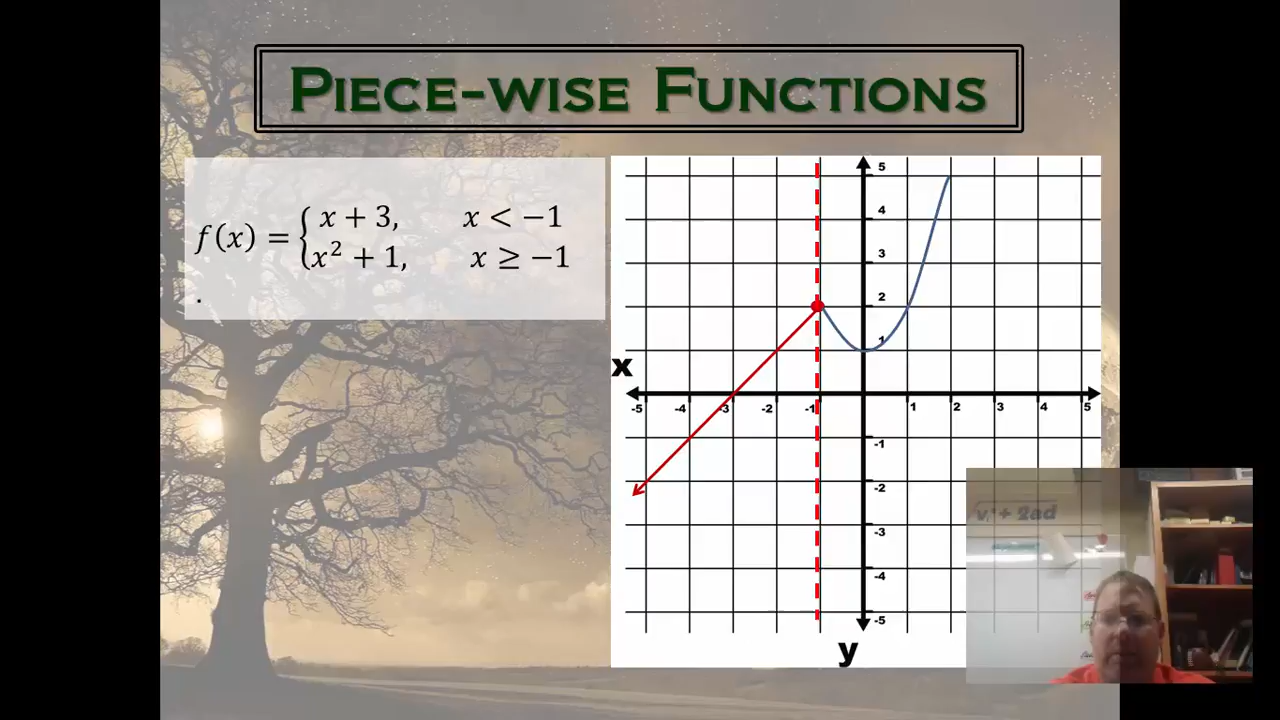 PIECE-WISE FUNCTIONS
f(x) = { x + 3, x < −1
x² + 1, x ≥ −1
.
5
4
3
2
1
x
-5 -4 -3 -2 -1 1 2 3 4 5
-1
-2
-3
-4
-5
y
+ 2ad